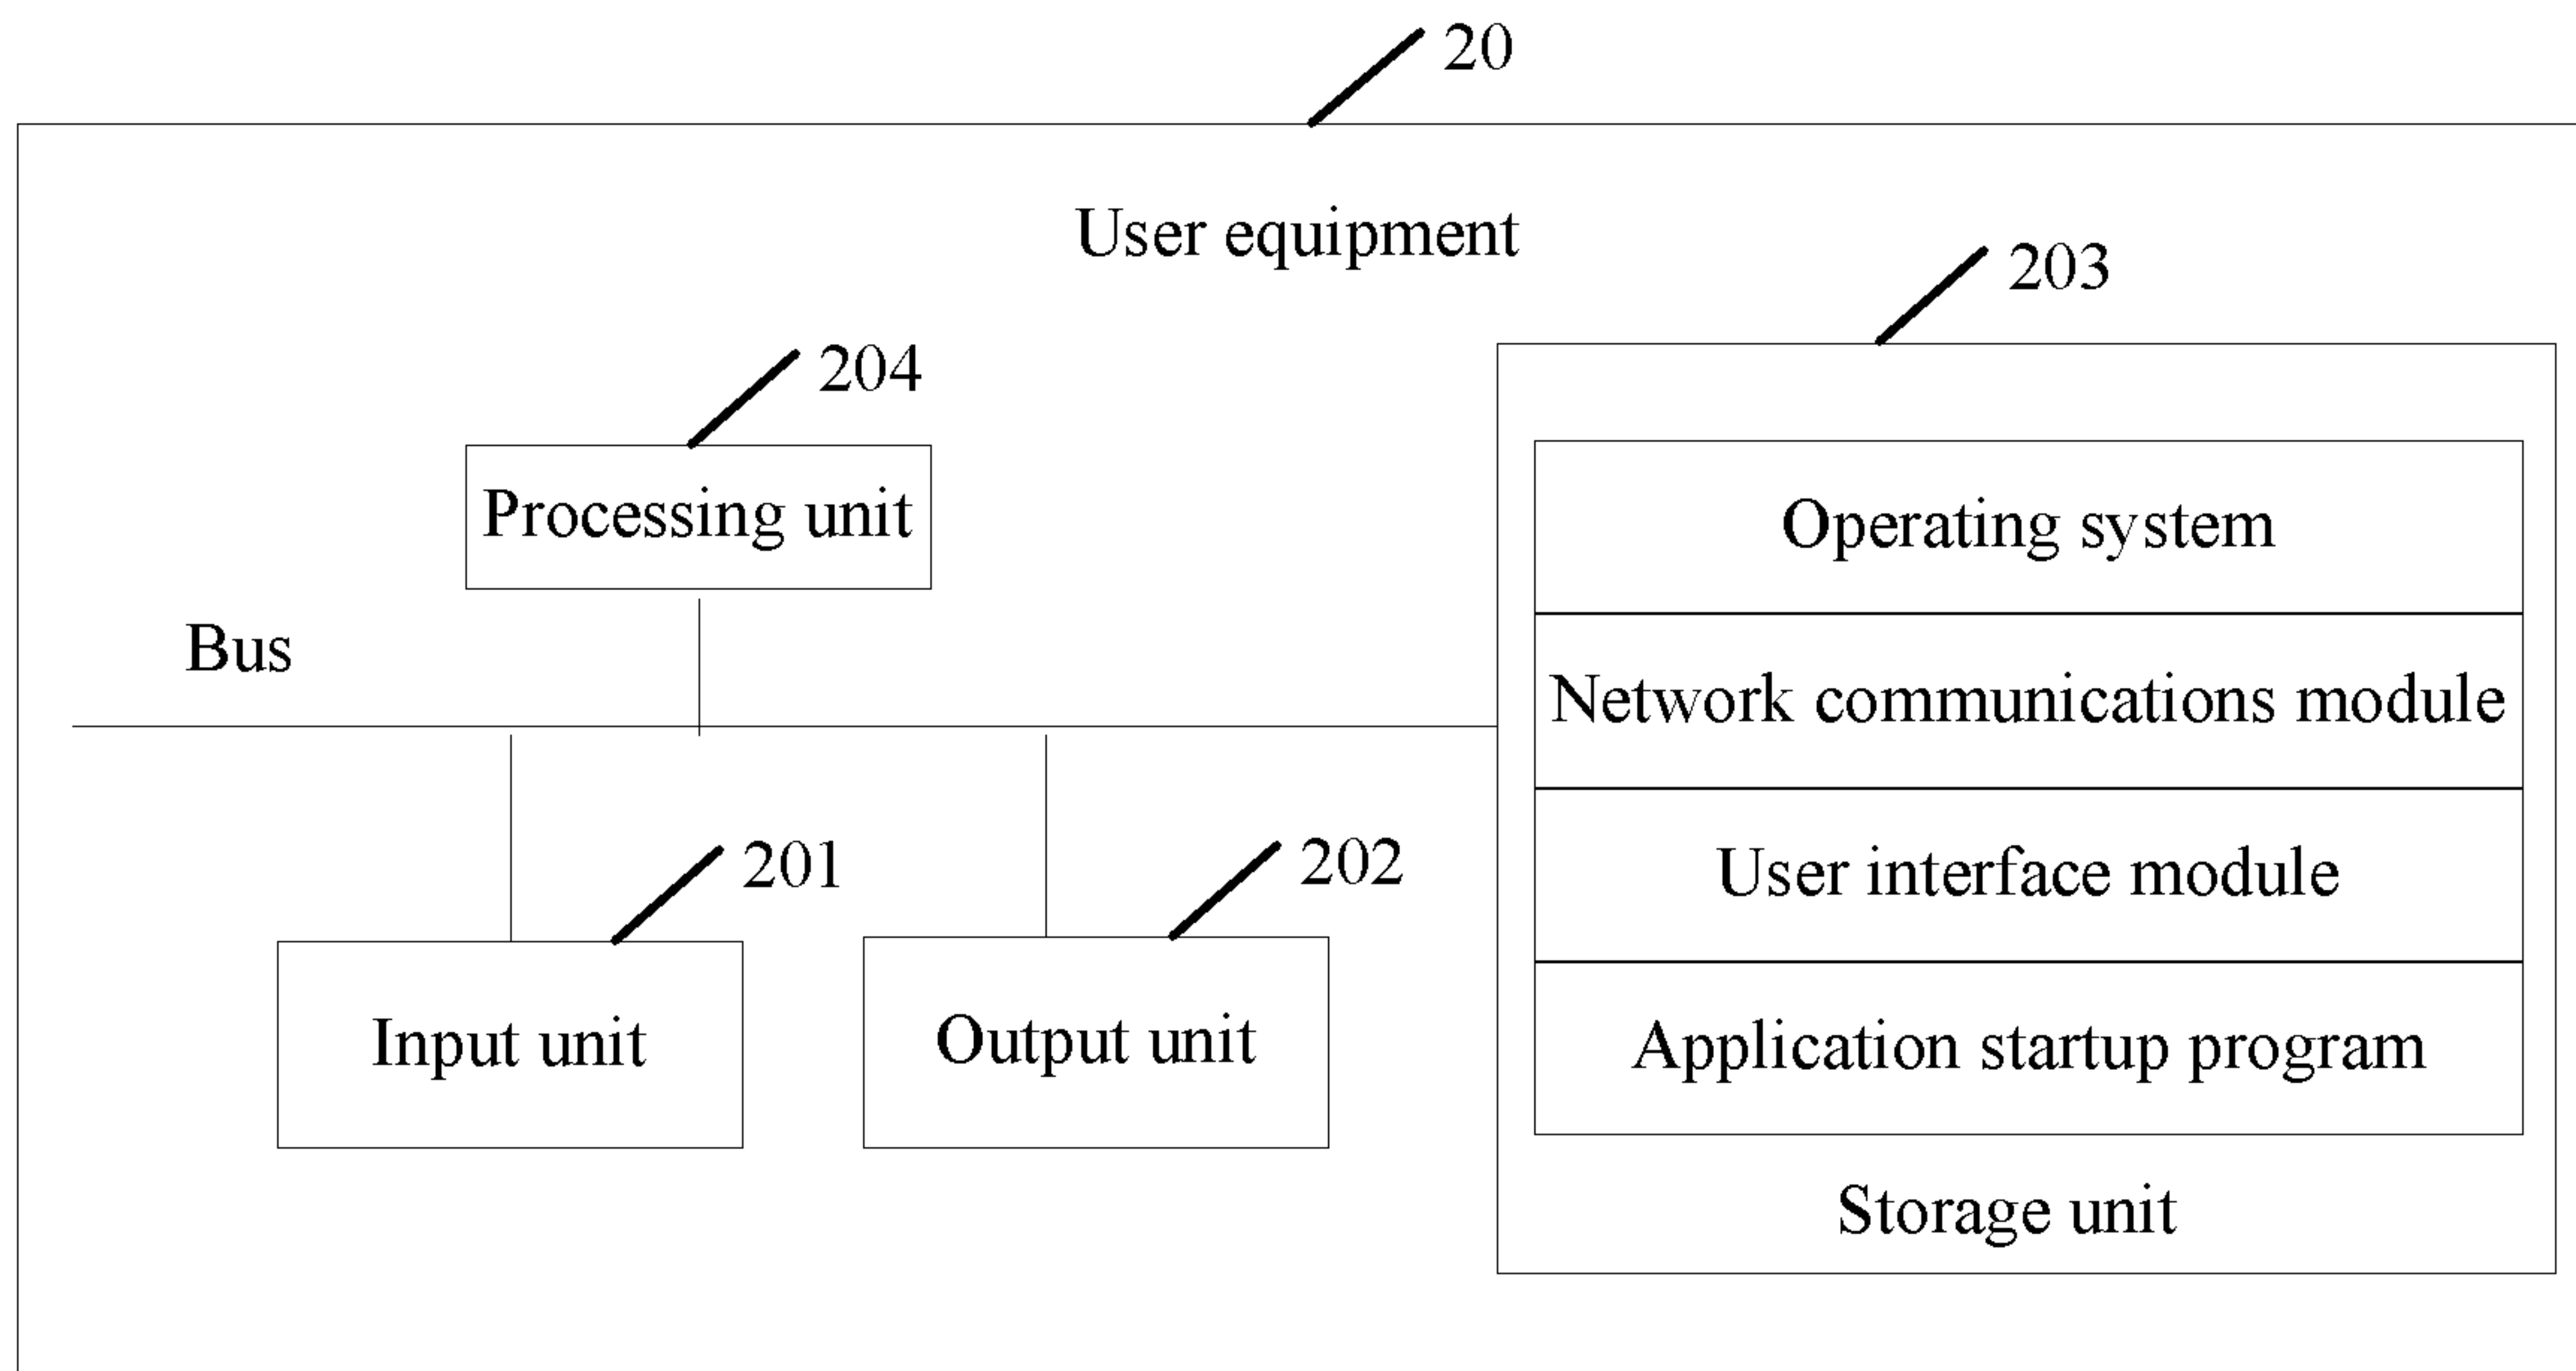 20
User equipment
203
204
Processing unit
Operating system
Bus
Network communications module
User interface module
201
202
Input unit
Output unit
Application startup program
Storage unit